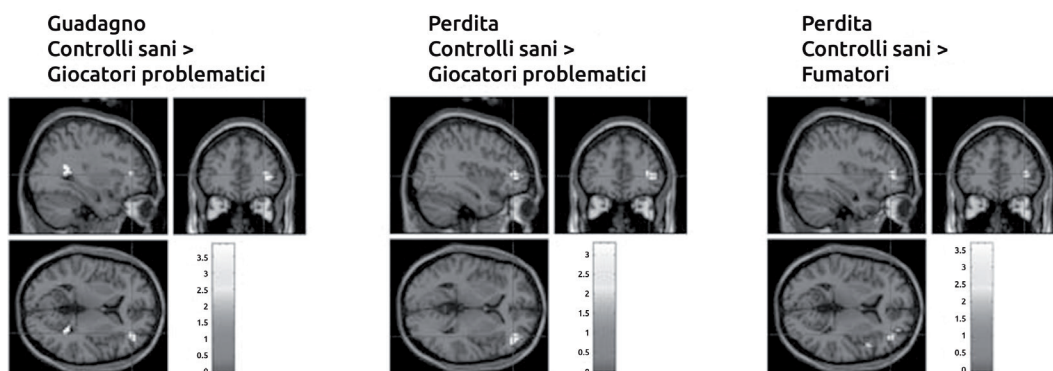 Guadagno
Controlli sani >
Giocatori problematici
Perdita
Controlli sani >
Giocatori problematici
Perdita
Controlli sani >
Fumatori
3.5
3
2.5
2
1.5
1
0.5
0
3
2.5
2
1.5
1
0.5
3.5
3
2.5
2
1.5
1
0.5
0